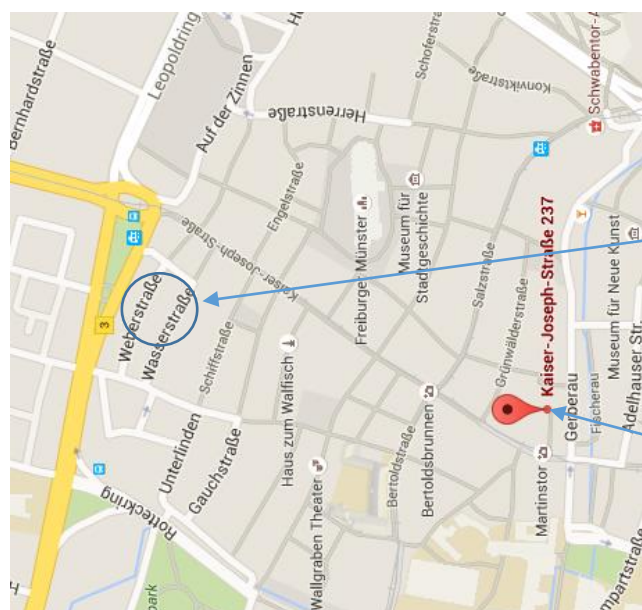 Bernhardstraße
Leopoldring
Auf der Zinnen
Herrenstraße
Schoferstraße
Konviktstraße
Schwabentor-
Engelstraße
Kaiser-Joseph-Straße
Freiburger Münster
Museum für
Stadtgeschichte
Salzstraße
Grünwälderstraße
Kaiser-Joseph-Straße 237
Museum für Neue Kunst
Adelhauser Str.
3
Weberstraße
Wasserstraße
Schiffstraße
Haus zum Walfisch
Bertoldstraße
Bertoldsbrunnen
Martinstor
Gerberau
Fischerau
Rotteckring
Unterlinden
Gauchstraße
Wallgraben Theater
park
mpartstraße